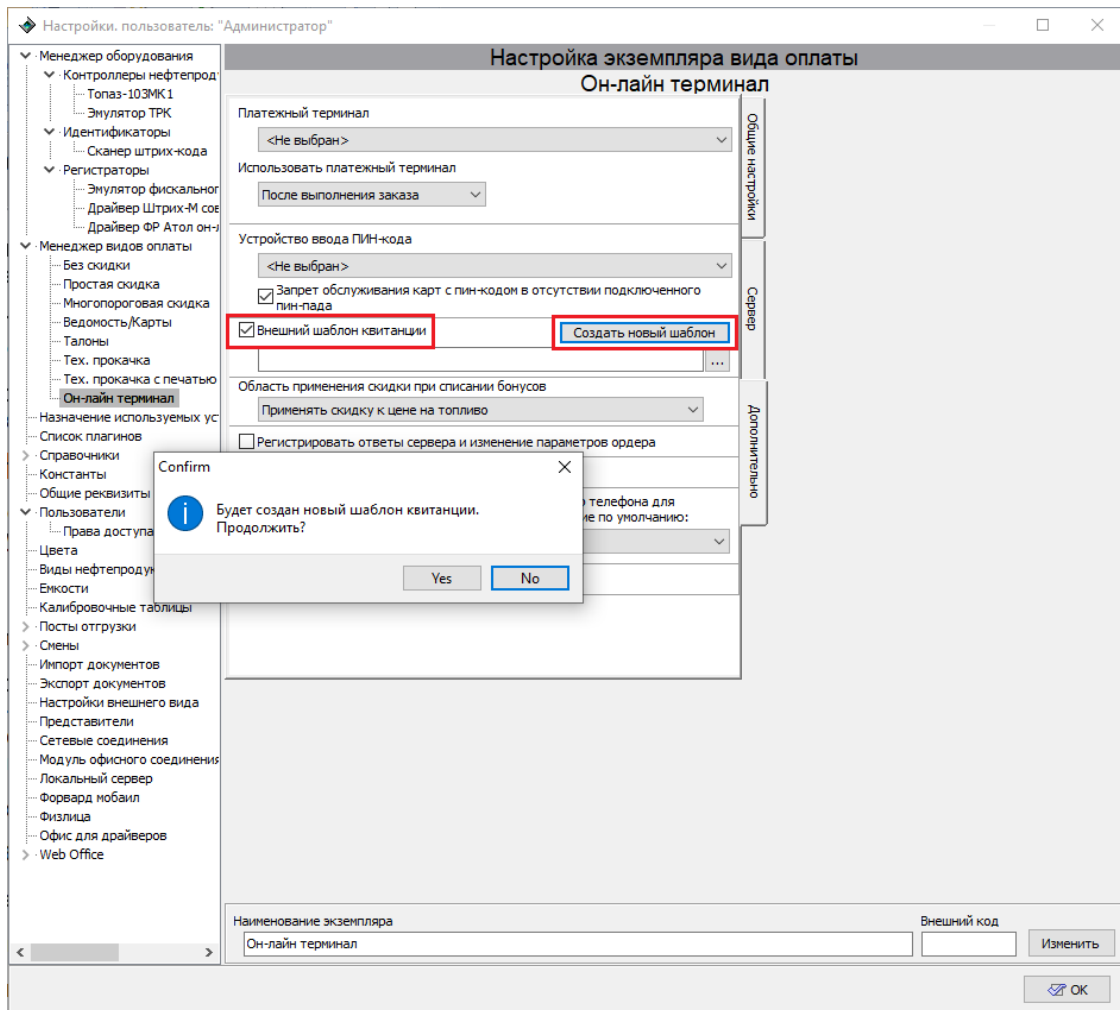 Настройки. пользователь: "Администратор"
Менеджер оборудования
Контроллеры нефтепрод
Топаз-103МК1
Эмулятор ТРК
Идентификаторы
Сканер штрих-кода
Регистраторы
Эмулятор фискальног
Драйвер Штрих-М сов
Драйвер ФР Атол он-л
Менеджер видов оплаты
Без скидки
Простая скидка
Многопороговая скидка
Ведомость/Карты
Талоны
Тех. прокачка
Тех. прокачка с печатью
Он-лайн терминал
Назначение используемых ус
Список плагинов
Справочники
Константы
Общие реквизиты
Пользователи
Права доступа
Цвета
Виды нефтепродук
Емкости
Калибровочные таблицы
Посты отгрузки
Смены
Импорт документов
Экспорт документов
Настройки внешнего вида
Представители
Сетевые соединения
Модуль офисного соединения
Локальный сервер
Форвард мобаил
Физлица
Офис для драйверов
Web Office
Настройка экземпляра вида оплаты
Он-лайн терминал
Платежный терминал
<Не выбран>
Использовать платежный терминал
После выполнения заказа
Устройство ввода ПИН-кода
<Не выбран>
Запрет обслуживания карт с пин-кодом в отсутствии подключенного
пин-пада
Внешний шаблон квитанции
Создать новый шаблон
...
Область применения скидки при списании бонусов
Применять скидку к цене на топливо
Регистрировать ответы сервера и изменение параметров ордера
телефона для
ие по умолчанию:
Общие настройки
Сервер
Дополнительно
Confirm
Будет создан новый шаблон квитанции.
Продолжить?
Yes
No
Наименование экземпляра
Внешний код
Он-лайн терминал
Изменить
OK